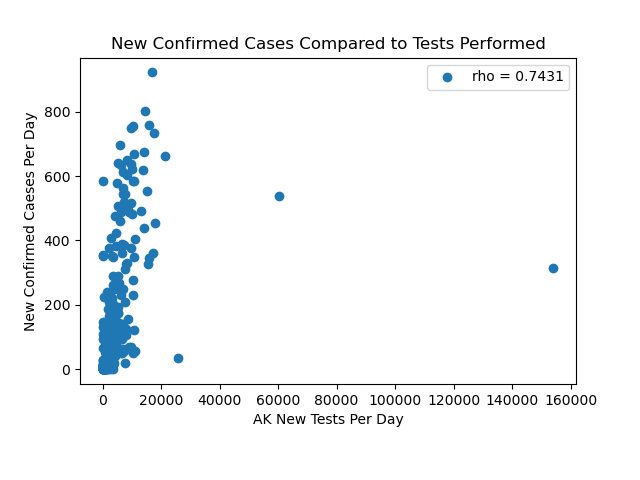 New Confirmed Cases Compared to Tests Performed
rho = 0.7431
New Confirmed Caeses Per Day
800
600
400
200
0
0 20000 40000 60000 80000 100000 120000 140000 160000
AK New Tests Per Day